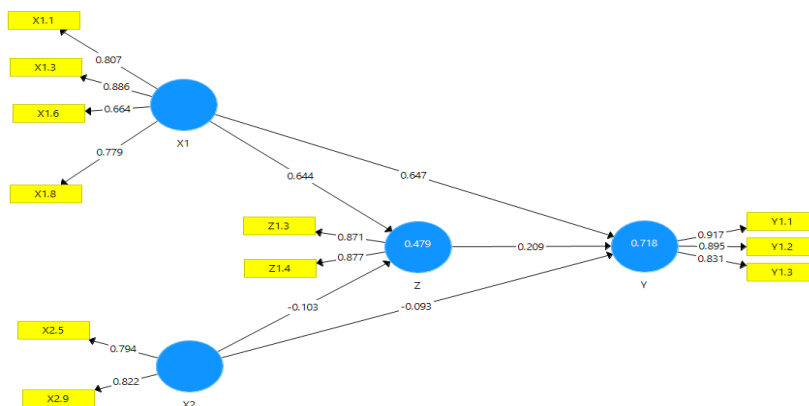 X1.1
0.807
X1.3
0.886
X1.6
0.664
0.779
X1.8
X1
0.644
0.647
Z1.3
0.871
Z1.4
0.877
0.479
Z
0.209
0.718
Y
0.917
Y1.1
0.895
Y1.2
0.831
Y1.3
-0.103
-0.093
X2.5
0.794
0.822
X2.9
X2